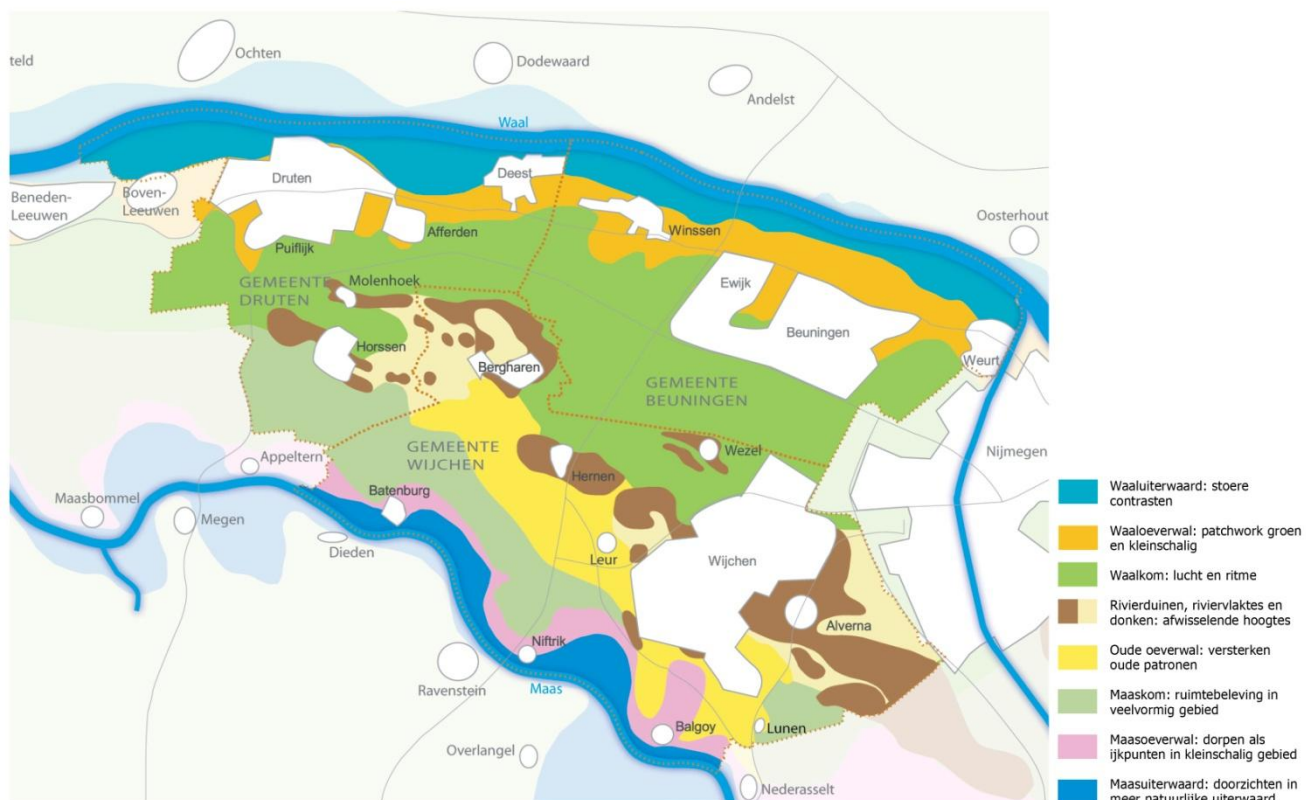 Ochten
Dodewaard
teld
Andelst
Waal
Druten
Deest
Beneden-
Leeuwen
Boven-
Leeuwen
Oosterhout
Afferden
Winssen
Puiflijk
Ewijk
GEMEENTE
DRUTEN
Molenhoek
Beuningen
Horssen
Bergharen
Weurt
GEMEENTE
BEUNINGEN
GEMEENTE
WIJCHEN
Wezel
Nijmegen
Appeltern
Hernen
Maasbommel
Batenburg
Megen
Dieden
Leur
Wijchen
Alverna
Niftrik
Ravenstein
Maas
Balgoy
Lunen
Overlangel
Nederasselt
Waaluiterwaard: stoere
contrasten
Waaloeverwal: patchwork groen
en kleinschalig
Waalkom: lucht en ritme
Rivierduinen, riviervlaktes en
donken: afwisselende hoogtes
Oude oeverwal: versterken
oude patronen
Maaskom: ruimtebeleving in
veelvormig gebied
Maasoeverwal: dorpen als
ijkpunten in kleinschalig gebied
Maasuiterwaard: doorzichten in
meer natuurlijke uiterwaard